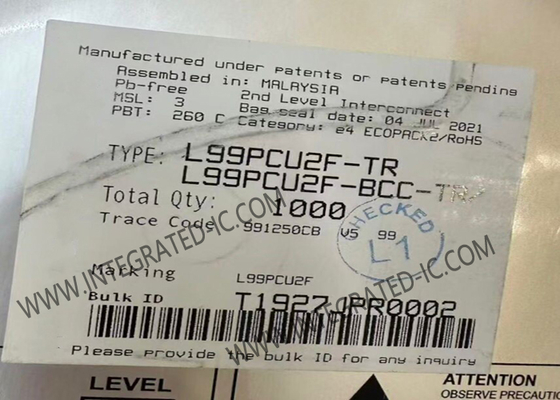 Manufactured under patents or patents pending
Assembled in: MALAYSIA
Pb-free 2nd Level Interconnect
MSL: 3 Bag seal date: 04 JUL 2021
PBT: 260 C Category: e4 ECOPACK2/RoHS
TYPE: L99PCU2F-TR
L99PCU2F-BCC-TR
Total Qty: 1000
Trace Code 991250CB V5 99
CHECKED
L1
Marking L99PCU2F
Bulk ID T1927 PR0002
Please provide the bulk ID for any inquiry
WWW.INTEGRATED-IC.COM
WWW.INTEGRATED-IC.COM
LEVEL
ATTENTION
OBSERVE PRECAUTI